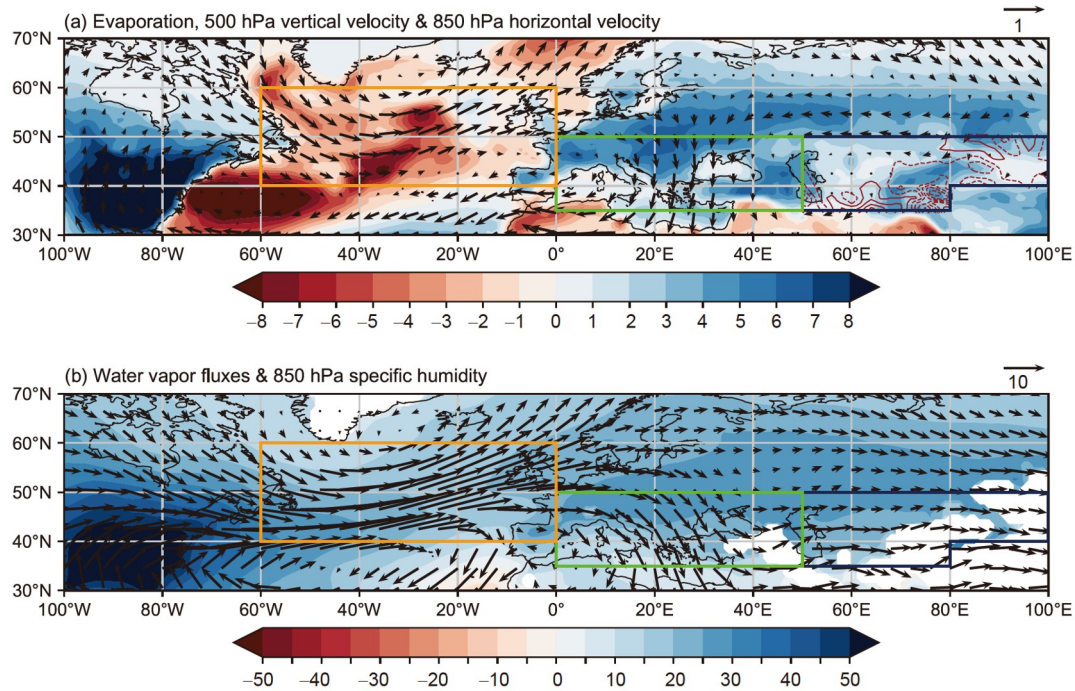 (a) Evaporation, 500 hPa vertical velocity & 850 hPa horizontal velocity
1
70°N
60°N
50°N
40°N
30°N
100°W 80°W 60°W 40°W 20°W 0° 20°E 40°E 60°E 80°E 100°E
−8 −7 −6 −5 −4 −3 −2 −1 0 1 2 3 4 5 6 7 8
(b) Water vapor fluxes & 850 hPa specific humidity
10
70°N
60°N
50°N
40°N
30°N
100°W 80°W 60°W 40°W 20°W 0° 20°E 40°E 60°E 80°E 100°E
−50 −40 −30 −20 −10 0 10 20 30 40 50